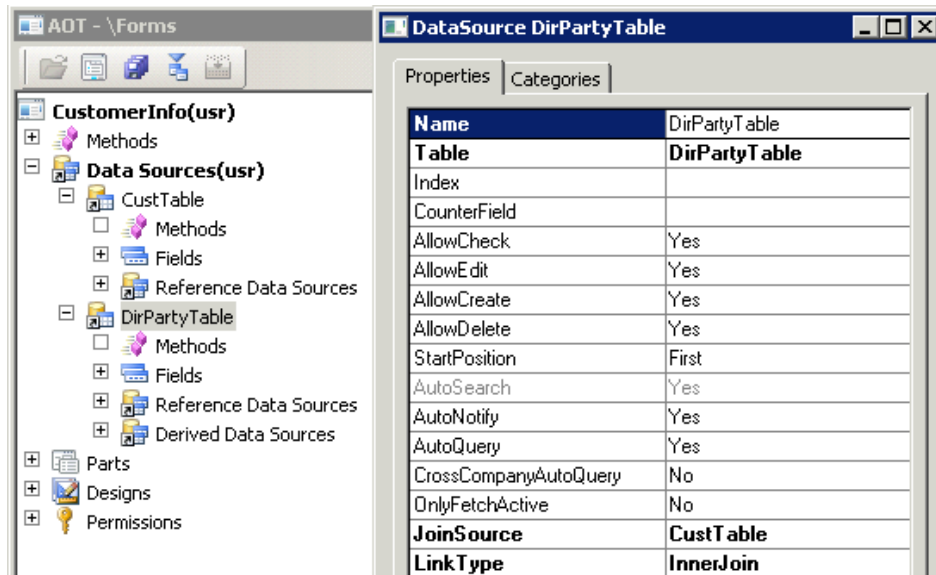 AOT - \Forms
CustomerInfo(usr)
Methods
Data Sources(usr)
CustTable
Methods
Fields
Reference Data Sources
DirPartyTable
Methods
Fields
Reference Data Sources
Derived Data Sources
Parts
Designs
Permissions
DataSource DirPartyTable
Properties Categories
Name DirPartyTable
Table DirPartyTable
Index
CounterField
AllowCheck Yes
AllowEdit Yes
AllowCreate Yes
AllowDelete Yes
StartPosition First
AutoSearch Yes
AutoNotify Yes
AutoQuery Yes
CrossCompanyAutoQuery No
OnlyFetchActive No
JoinSource CustTable
LinkType InnerJoin